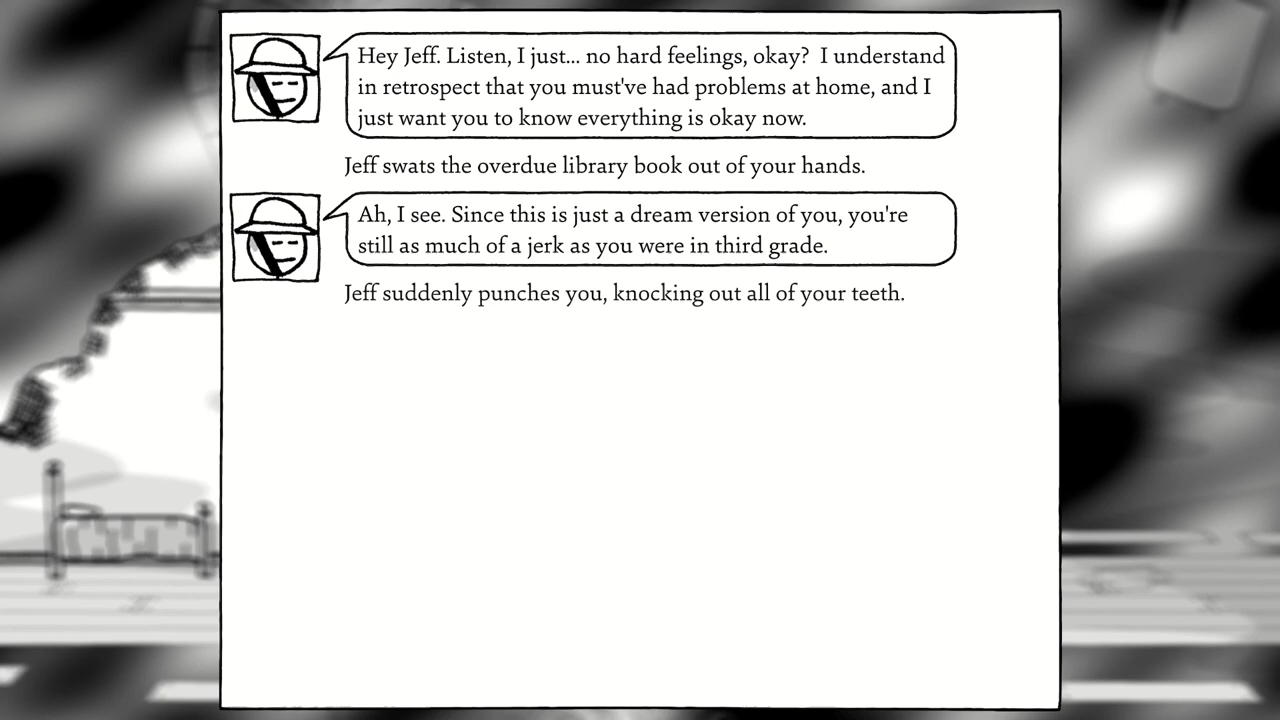 Hey Jeff. Listen, I just... no hard feelings, okay?  I understand
in retrospect that you must've had problems at home, and I
just want you to know everything is okay now.
Jeff swats the overdue library book out of your hands.
Ah, I see. Since this is just a dream version of you, you're
still as much of a jerk as you were in third grade.
Jeff suddenly punches you, knocking out all of your teeth.